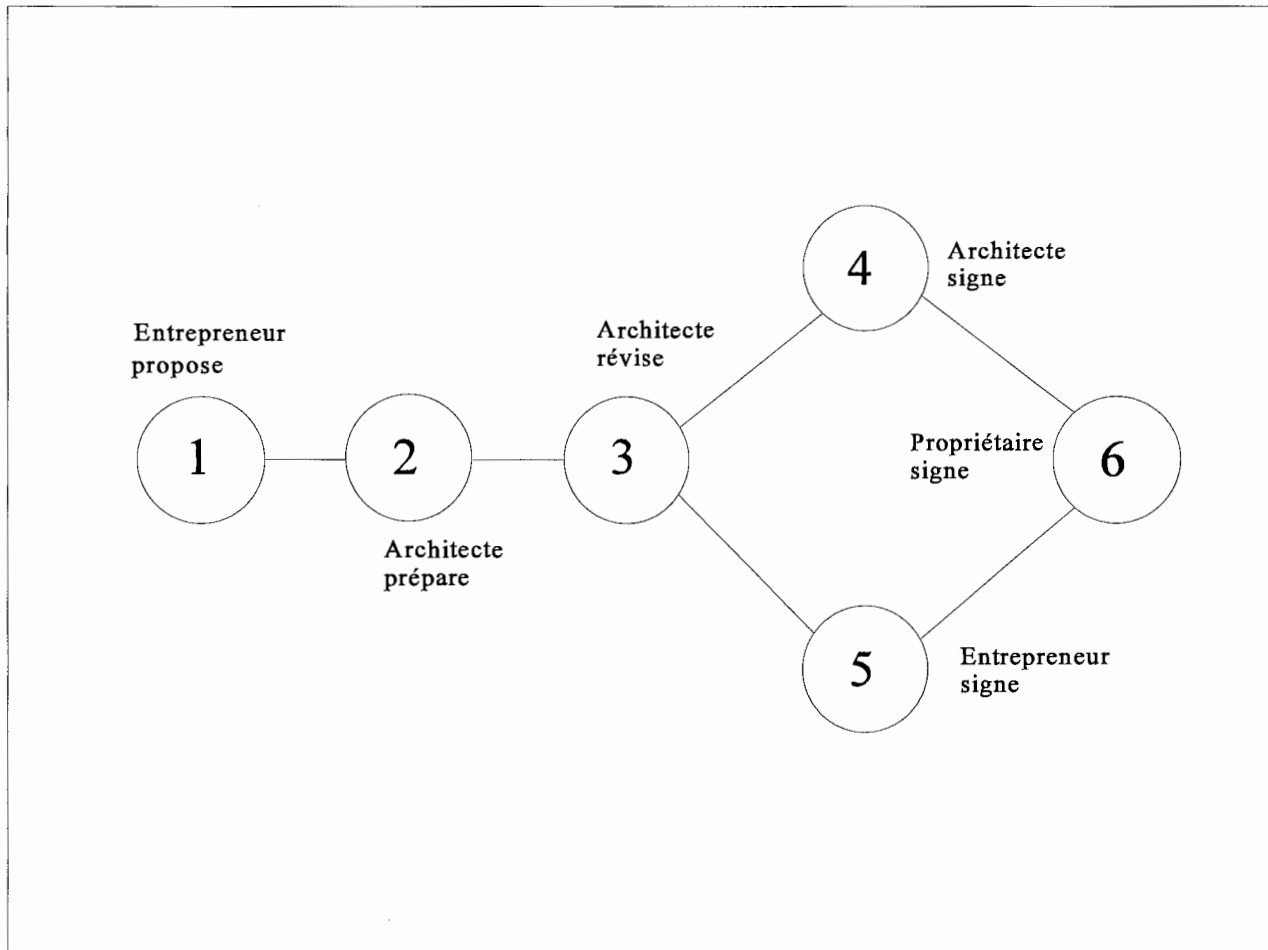 Entrepreneur
propose
1
2
Architecte
prépare
Architecte
révise
3
4
Architecte
signe
5
Entrepreneur
signe
Propriétaire
signe
6